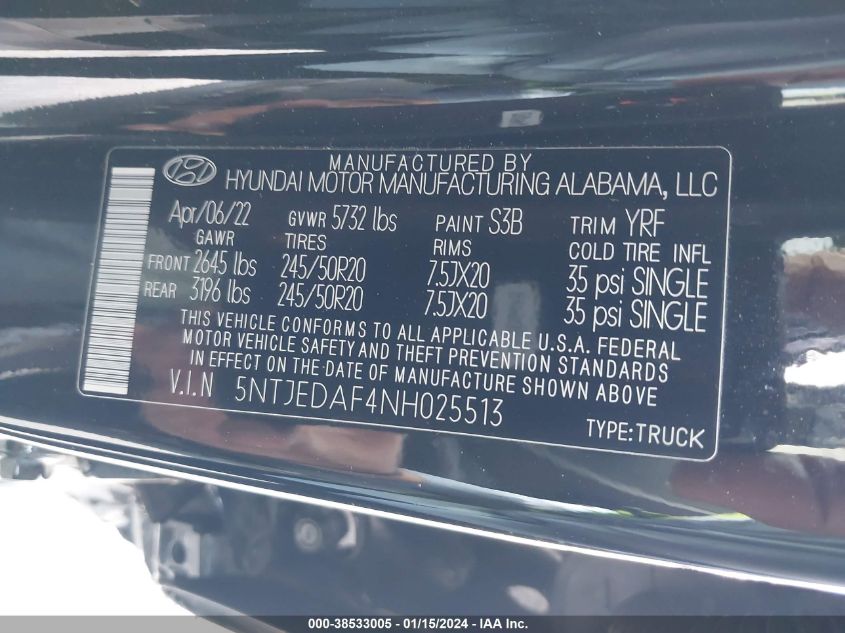 MANUFACTURED BY
HYUNDAI MOTOR MANUFACTURING ALABAMA, LLC
Apr/06/22 GVWR 5732 lbs PAINT S3B TRIM YRF
GAWR TIRES RIMS COLD TIRE INFL
FRONT 2645 lbs 245/50R20 7.5JX20 35 psi SINGLE
REAR 3196 lbs 245/50R20 7.5JX20 35 psi SINGLE
THIS VEHICLE CONFORMS TO ALL APPLICABLE U.S.A. FEDERAL
MOTOR VEHICLE SAFETY AND THEFT PREVENTION STANDARDS
IN EFFECT ON THE DATE OF MANUFACTURE SHOWN ABOVE
V.I.N 5NTJEDAF4NH025513
TYPE:TRUCK
000-38533005 - 01/15/2024 - IAA Inc.